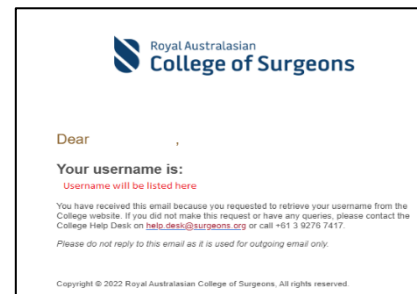 Royal Australasian
College of Surgeons
Dear ,
Your username is:
Username will be listed here
You have received this email because you requested to retrieve your username from the
College website. If you did not make this request or have any queries, please contact the
College Help Desk on help.desk@surgeons.org or call +61 3 9276 7417.
Please do not reply to this email as it is used for outgoing email only.
Copyright © 2022 Royal Australasian College of Surgeons, All rights reserved.